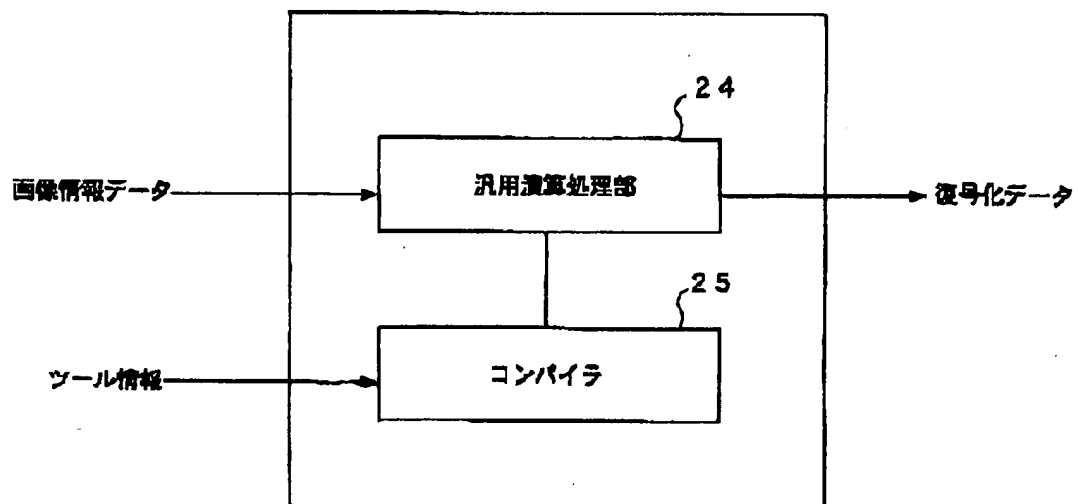 ２４
画像情報データ
汎用演算処理部
復号化データ
２５
ツール情報
コンパイラ